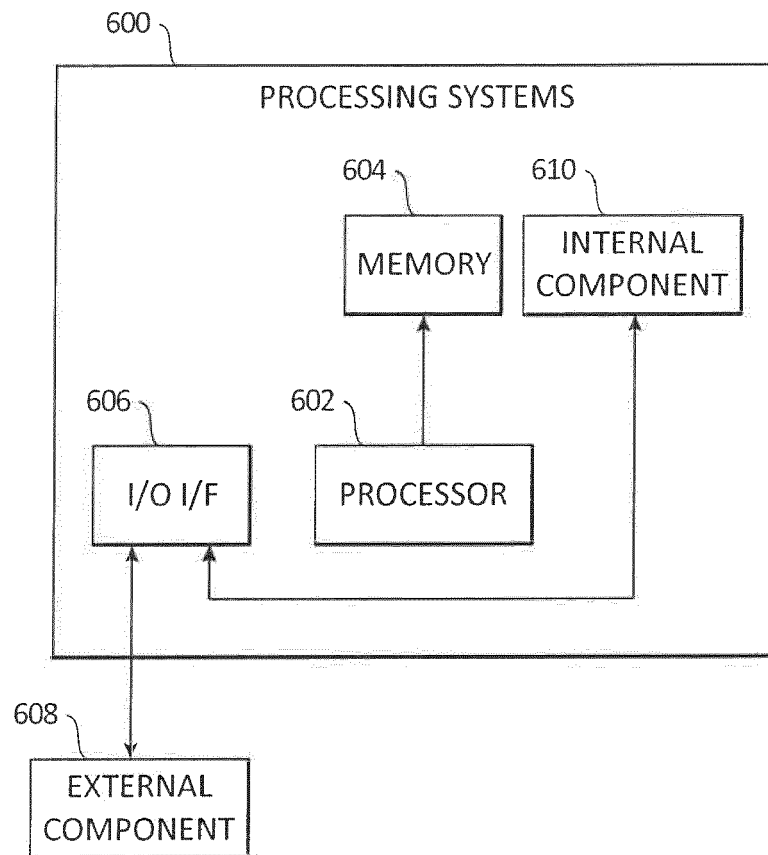 600
PROCESSING SYSTEMS
604
610
MEMORY
INTERNAL
COMPONENT
606
602
I/O I/F
PROCESSOR
608
EXTERNAL
COMPONENT